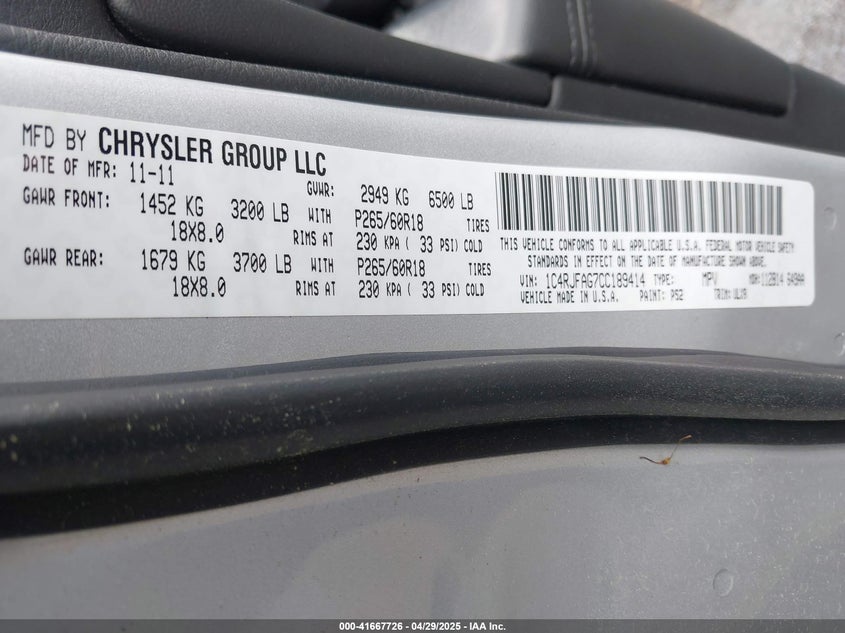 MFD BY CHRYSLER GROUP LLC
DATE OF MFR: 11-11 GVWR: 2949 KG 6500 LB
GAWR FRONT: 1452 KG 3200 LB WITH P265/60R18 TIRES
18X8.0 RIMS AT 230 KPA ( 33 PSI) COLD
GAWR REAR: 1679 KG 3700 LB WITH P265/60R18 TIRES
18X8.0 RIMS AT 230 KPA ( 33 PSI) COLD
THIS VEHICLE CONFORMS TO ALL APPLICABLE U.S.A. FEDERAL MOTOR VEHICLE SAFETY
STANDARDS IN EFFECT ON THE DATE OF MANUFACTURE SHOWN ABOVE.
VIN: 1C4RJFAG7CC189414 TYPE: MPV MDH: 112814
VEHICLE MADE IN U.S.A. PAINT: PS2 TRIM:
000-41667726 | 04/29/2025 | IAA Inc.